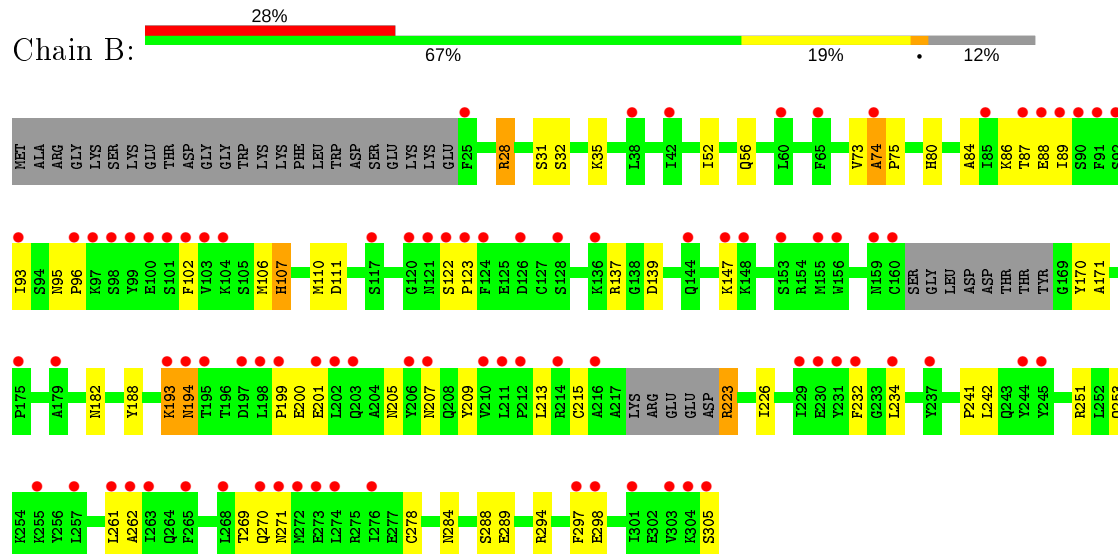 28%
Chain B:
67% 19% • 12%
MET ALA ARG GLY LYS LYS SER LYS GLU THR ASP GLY GLY TRP LYS LYS PHE LEU TRP ASP SER GLU LYS LYS GLU F25 R28 S31 S32 K35 L38 I42 I52 Q56 L60 F65 V73 A74 P75 H80 A84 I85 K86 T87 E88 I89 S90 F91 S92
I93 S94 N95 P96 K97 S98 Y99 E100 S101 F102 V103 K104 S105 M106 H107 M110 D111 S117 G120 N121 S122 P123 F124 E125 D126 C127 S128 K136 R137 G138 D139 Q144 K147 K148 S153 R154 M155 W156 N159 C160 SER GLY LEU ASP ASP THR THR TYR G169 Y170 A171
P175 A179 N182 Y188 K193 N194 T195 T196 D197 L198 P199 E200 E201 L202 Q203 A204 N205 Y206 N207 Q208 Y209 V210 L211 P212 L213 R214 C215 A216 A217 LYS ARG GLU GLU ASP R223 I226 I229 E230 Y231 F232 G233 L234 Y237 P241 L242 Q243 Y244 Y245 R251 L252 Q253
K254 K255 Y256 L257 L261 A262 I263 Q264 F265 L268 T269 Q270 N271 M272 E273 L274 R275 I276 E277 C278 N284 S288 E289 R294 F297 E298 I301 E302 V303 K304 S305